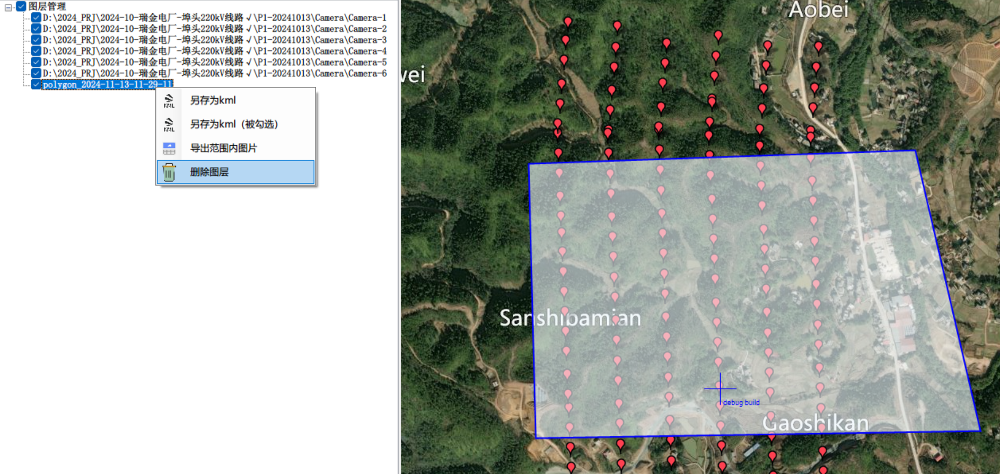 图层管理
D:\2024_PRJ\2024-10-瑞金电厂-埠头220kV线路√\P1-20241013\Camera\Camera-1
D:\2024_PRJ\2024-10-瑞金电厂-埠头220kV线路√\P1-20241013\Camera\Camera-2
D:\2024_PRJ\2024-10-瑞金电厂-埠头220kV线路√\P1-20241013\Camera\Camera-3
D:\2024_PRJ\2024-10-瑞金电厂-埠头220kV线路√\P1-20241013\Camera\Camera-4
D:\2024_PRJ\2024-10-瑞金电厂-埠头220kV线路√\P1-20241013\Camera\Camera-5
D:\2024_PRJ\2024-10-瑞金电厂-埠头220kV线路√\P1-20241013\Camera\Camera-6
polygon_2024-11-13-11-29-11
KML 另存为kml
KML 另存为kml（被勾选）
导出范围内图片
删除图层
Aobei
wei
Sanshibamian
debug build
Gaoshikan